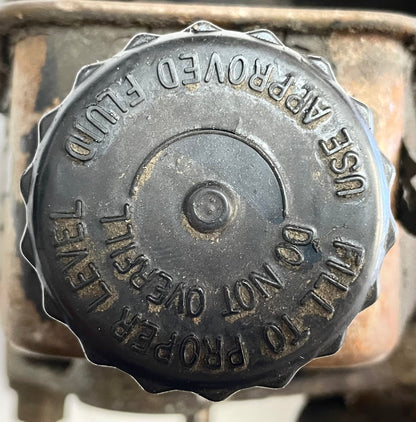 USE APPROVED FLUID
FILL TO PROPER LEVEL
DO NOT OVERFILL